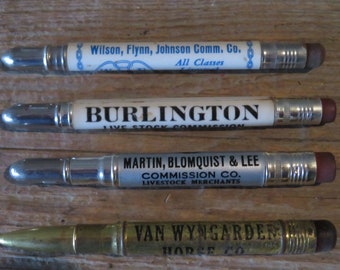 Wilson, Flynn, Johnson Comm. Co.
All Classes
BURLINGTON
LIVE STOCK COMMISSION
MARTIN, BLOMQUIST & LEE
COMMISSION CO.
LIVESTOCK MERCHANTS
VAN WYNGARDEN
HORSE CO.